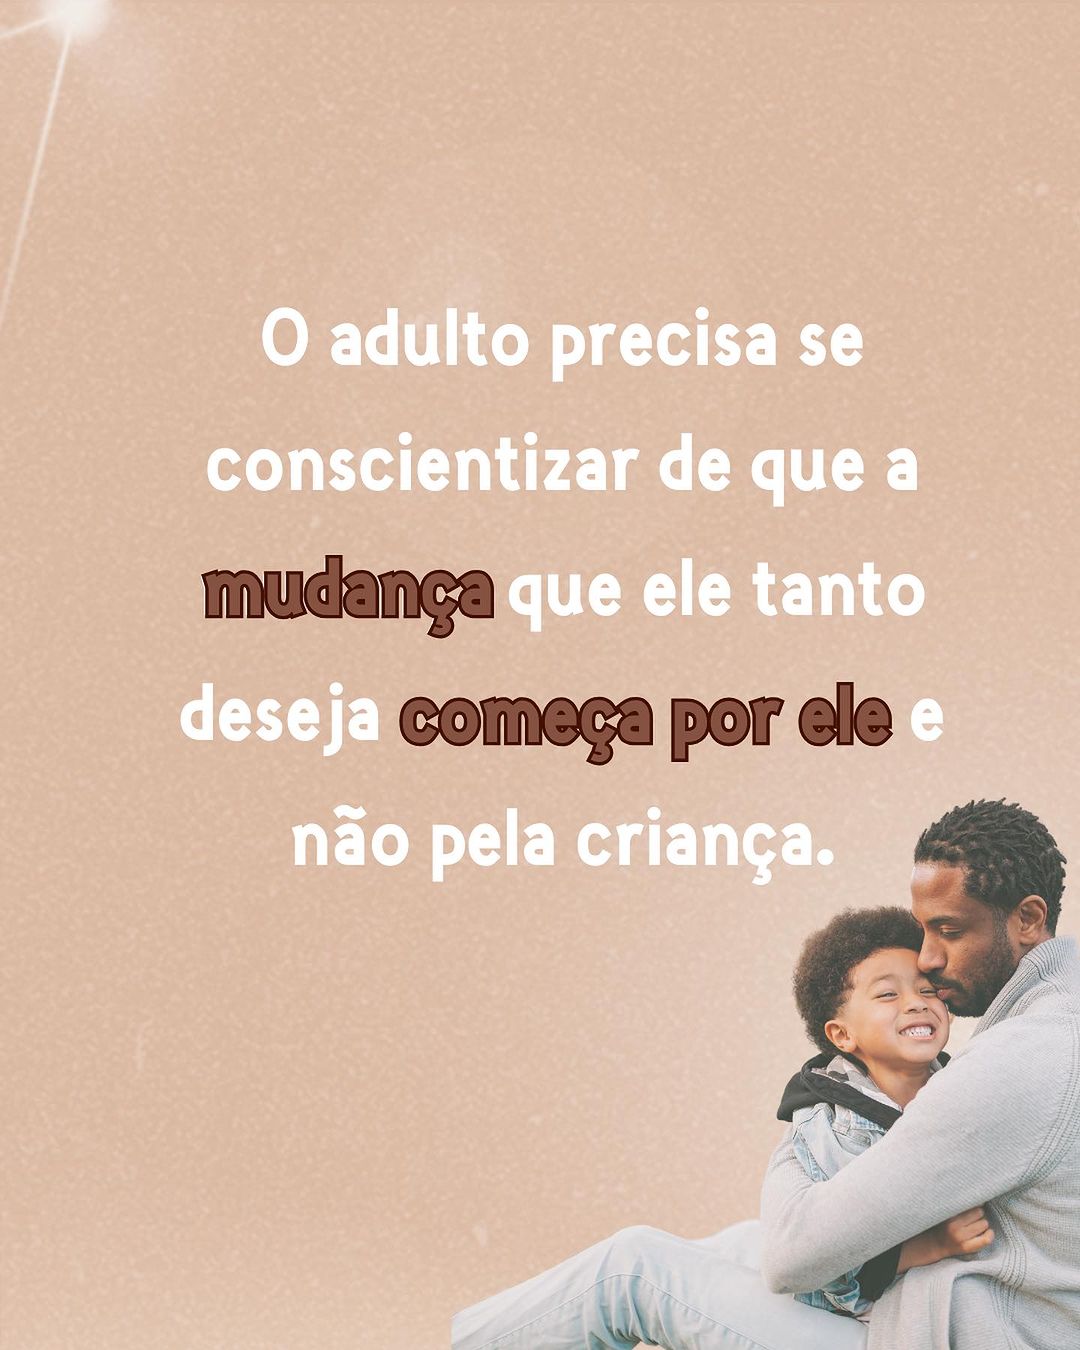 O adulto precisa se
conscientizar de que a
mudança que ele tanto
deseja começa por ele e
não pela criança.